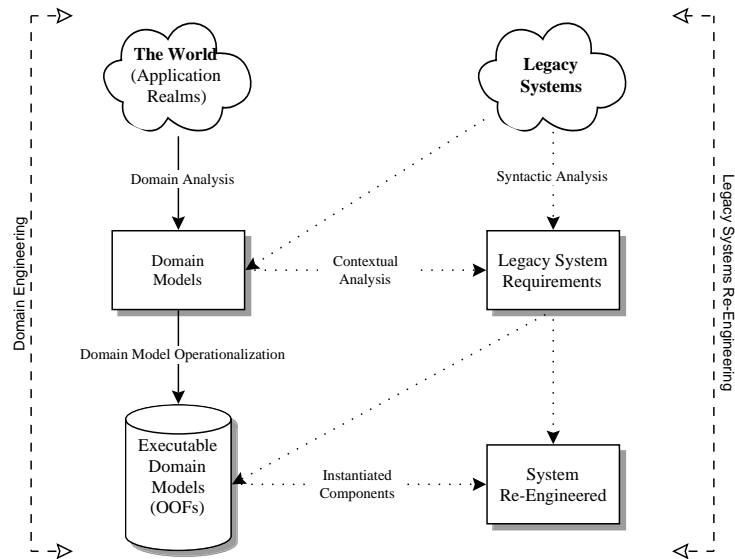 The World
(Application
Realms)
Legacy
Systems
Domain Analysis
Syntactic Analysis
Domain
Models
Contextual
Analysis
Legacy System
Requirements
Domain Model Operationalization
Executable
Domain
Models
(OOFs)
Instantiated
Components
System
Re-Engineered
Domain Engineering
Legacy Systems Re-Engineering